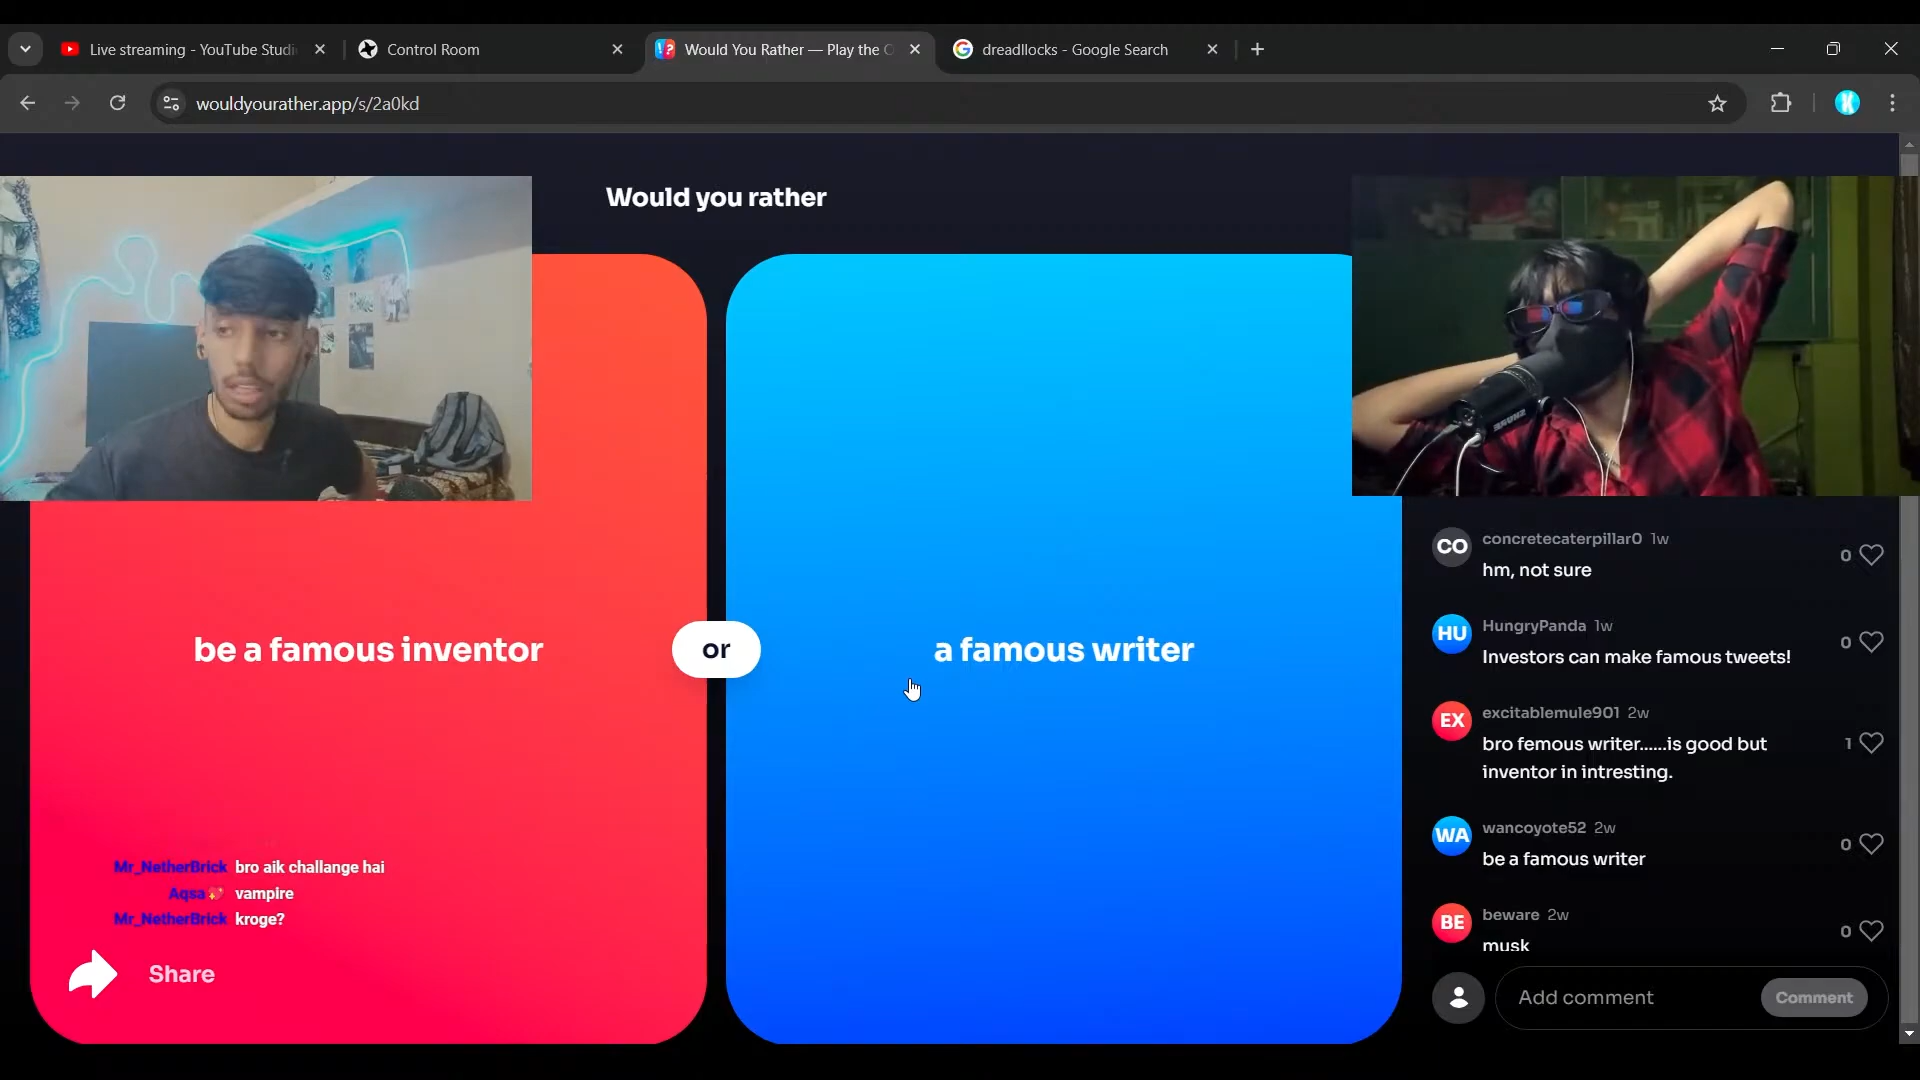 Live streaming - YouTube Studi
Control Room
Would You Rather — Play the O
dreadllocks - Google Search
wouldyourather.app/s/2a0kd
Would you rather
be a famous inventor
or
a famous writer
Mr_NetherBrick bro aik challange hai
Aqsa💖 vampire
Mr_NetherBrick kroge?
Share
CO concretecaterpillar0 1w
hm, not sure
0
HU HungryPanda 1w
Investors can make famous tweets!
0
EX excitablemule901 2w
bro femous writer......is good but
inventor in intresting.
1
WA wancoyote52 2w
be a famous writer
0
BE beware 2w
musk
0
Add comment
Comment